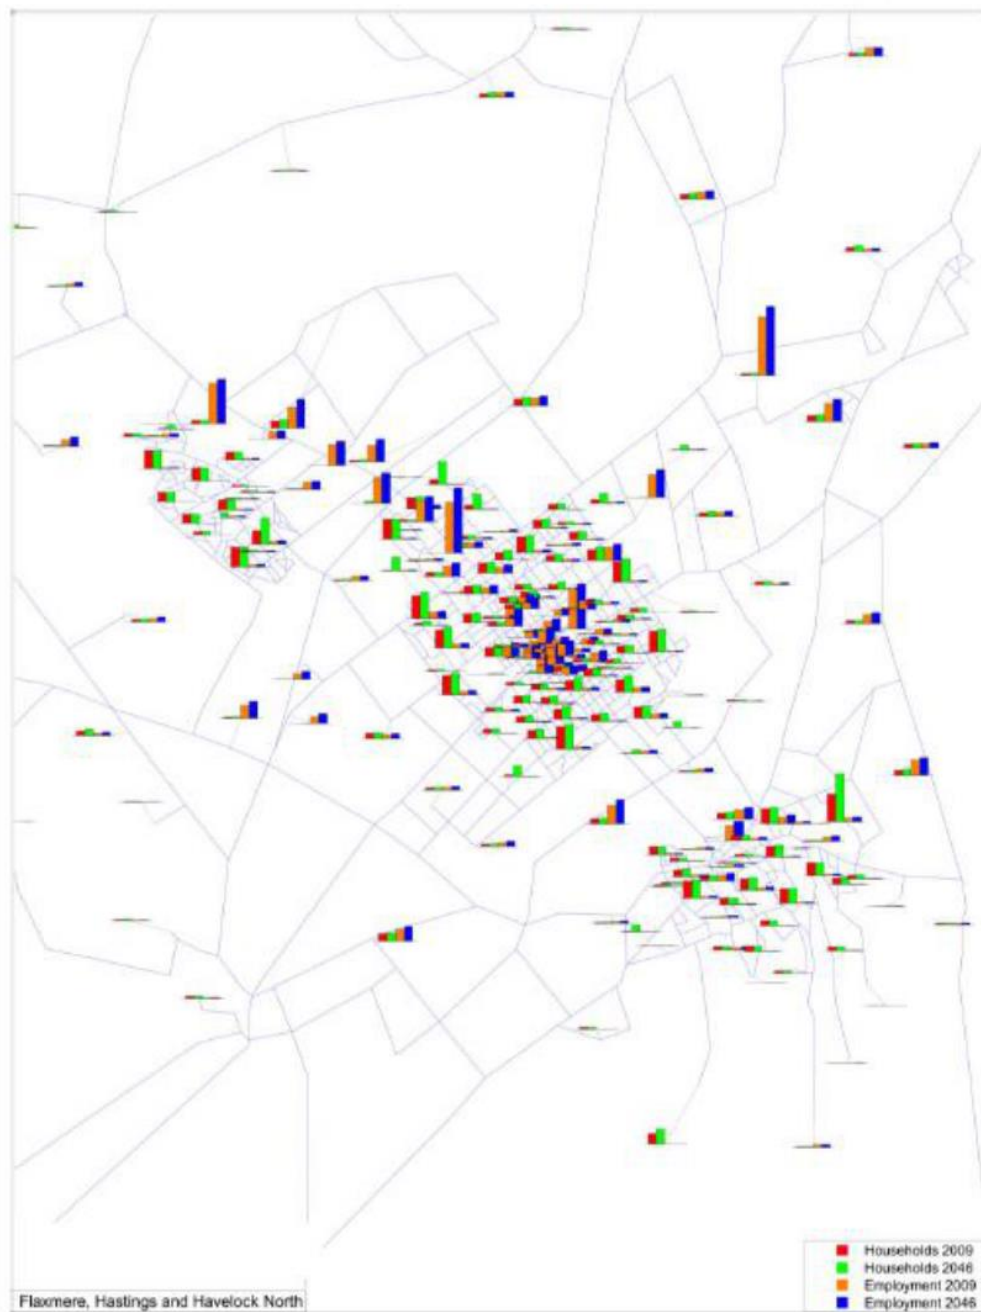 Households 2009
Households 2046
Employment 2009
Employment 2046
Flaxmere, Hastings and Havelock North